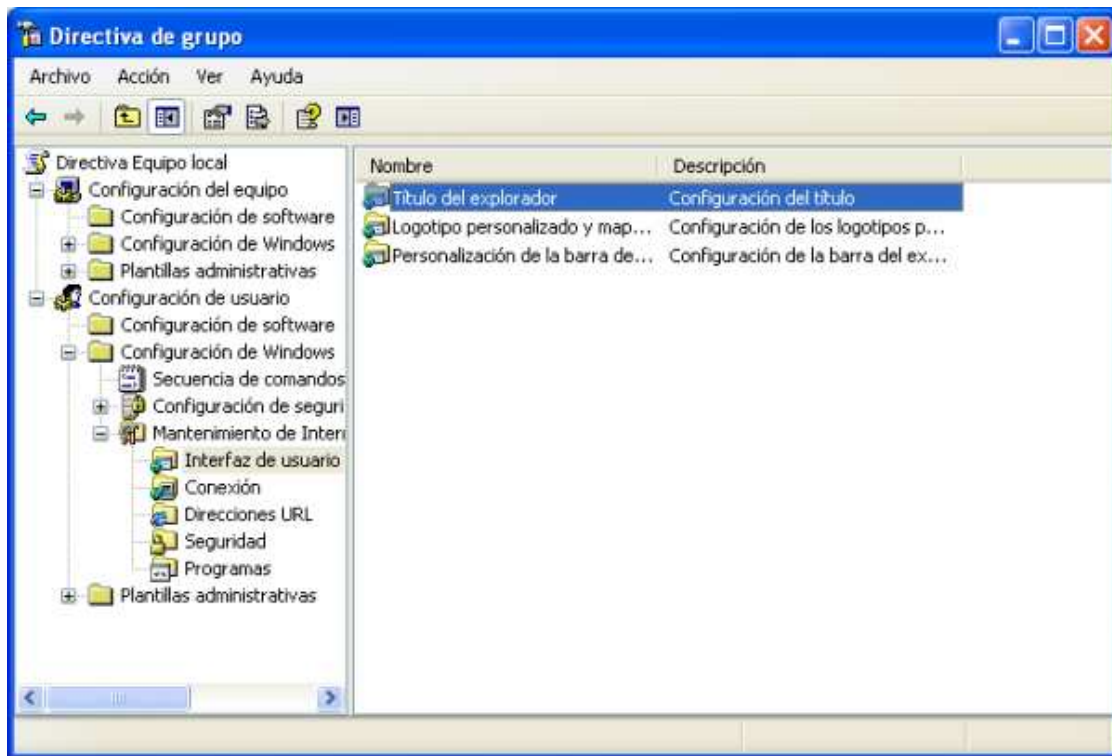 Directiva de grupo
Archivo Acción Ver Ayuda
Directiva Equipo local
Configuración del equipo
Configuración de software
Configuración de Windows
Plantillas administrativas
Configuración de usuario
Configuración de software
Configuración de Windows
Secuencia de comandos
Configuración de seguri
Mantenimiento de Inter
Interfaz de usuario
Conexión
Direcciones URL
Seguridad
Programas
Plantillas administrativas
Nombre Descripción
Título del explorador Configuración del título
Logotipo personalizado y map... Configuración de los logotipos p...
Personalización de la barra de... Configuración de la barra del ex...